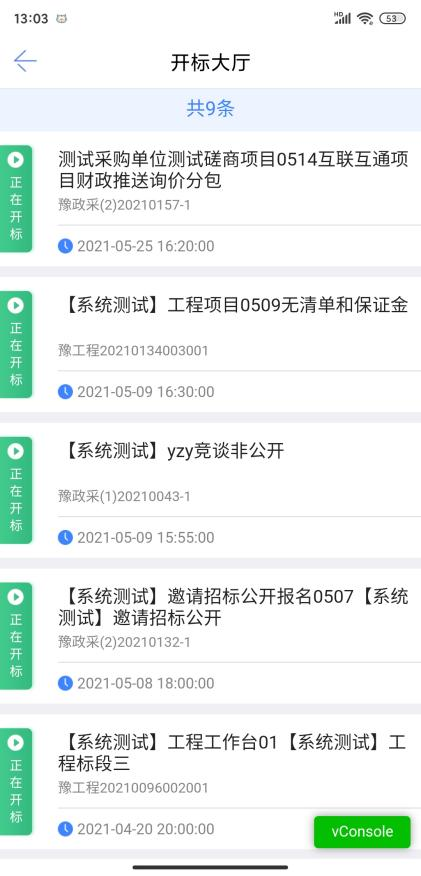 13:03
HD
53
开标大厅
共9条
正在开标
测试采购单位测试磋商项目0514互联互通项
目财政推送询价分包
豫政采(2)20210157-1
2021-05-25 16:20:00
正在开标
【系统测试】工程项目0509无清单和保证金
豫工程20210134003001
2021-05-09 16:30:00
正在开标
【系统测试】yzy竞谈非公开
豫政采(1)20210043-1
2021-05-09 15:55:00
正在开标
【系统测试】邀请招标公开报名0507【系统
测试】邀请招标公开
豫政采(2)20210132-1
2021-05-08 18:00:00
正在开标
【系统测试】工程工作台01【系统测试】工
程标段三
豫工程20210096002001
2021-04-20 20:00:00
vConsole